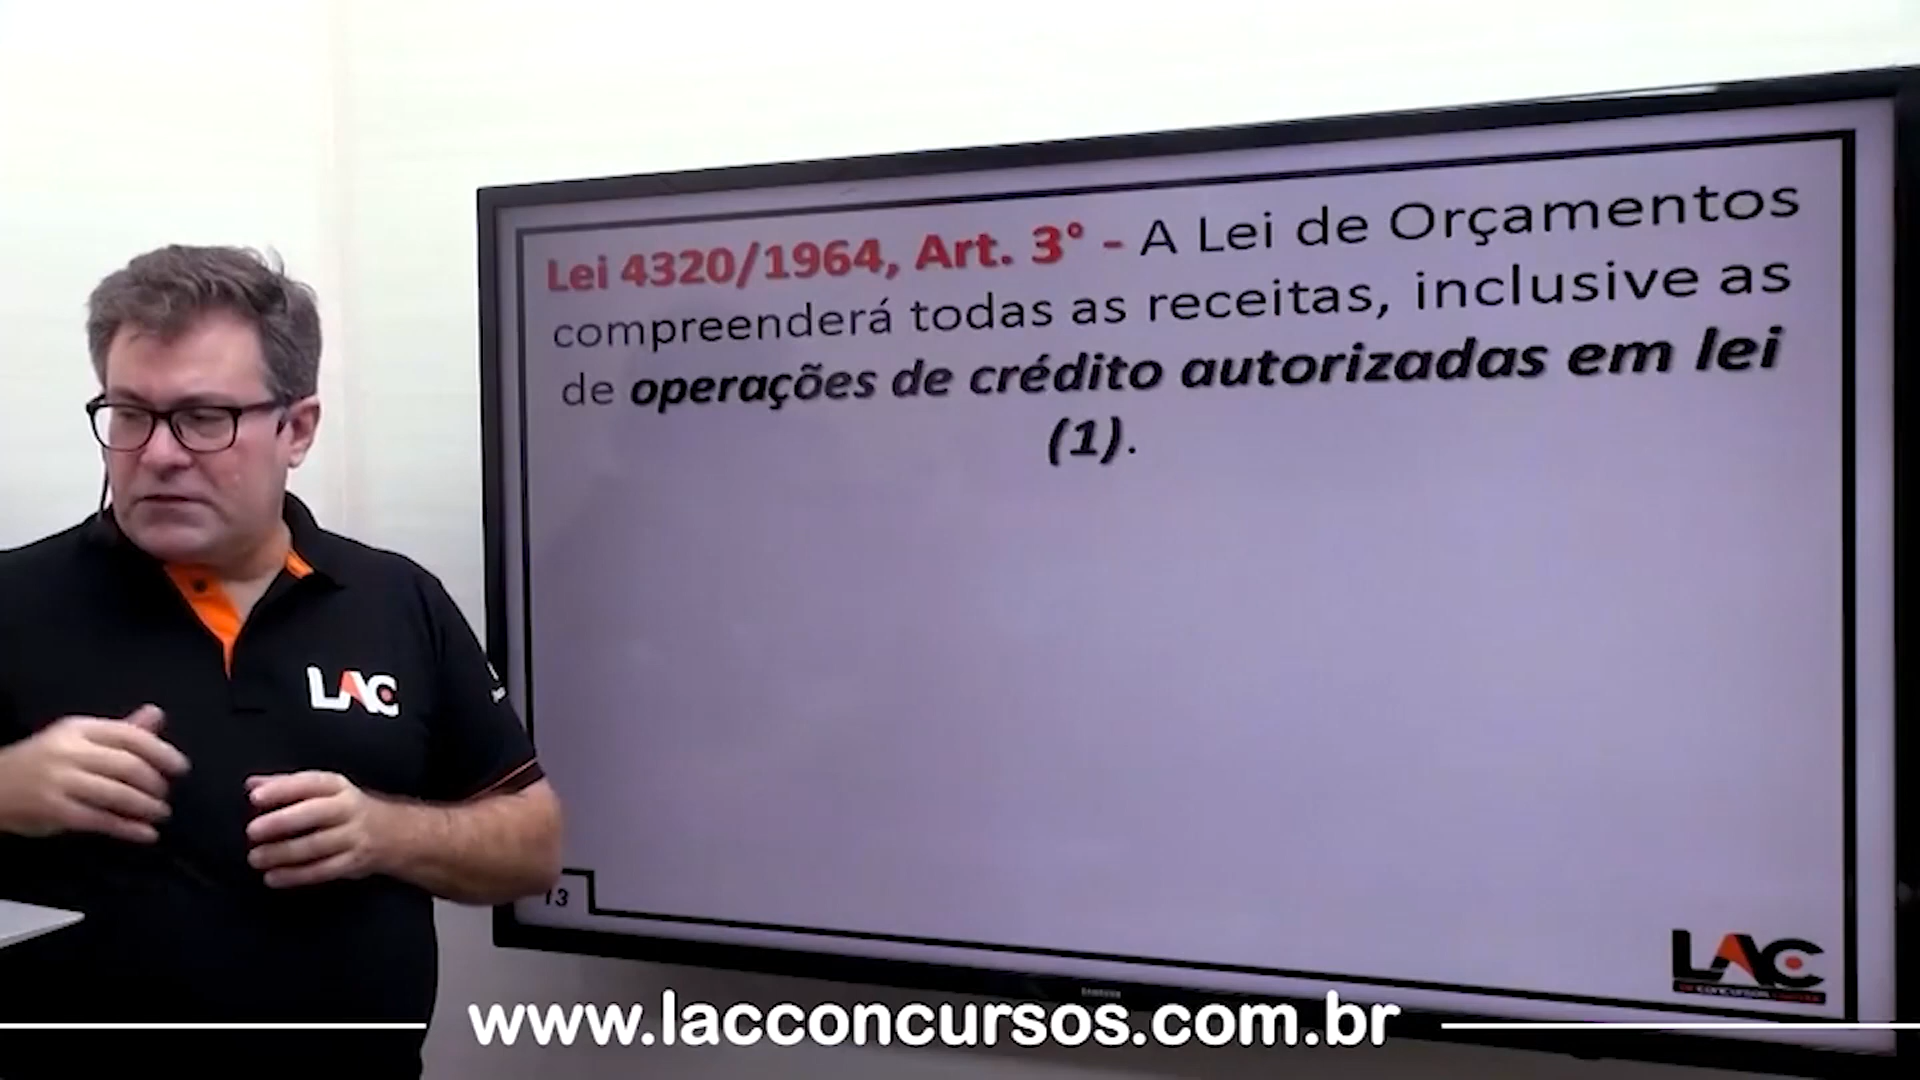 Lei 4320/1964, Art. 3° - A Lei de Orçamentos
compreenderá todas as receitas, inclusive as
de operações de crédito autorizadas em lei
(1).
LAC
13
LAC
SAMSUNG
www.lacconcursos.com.br